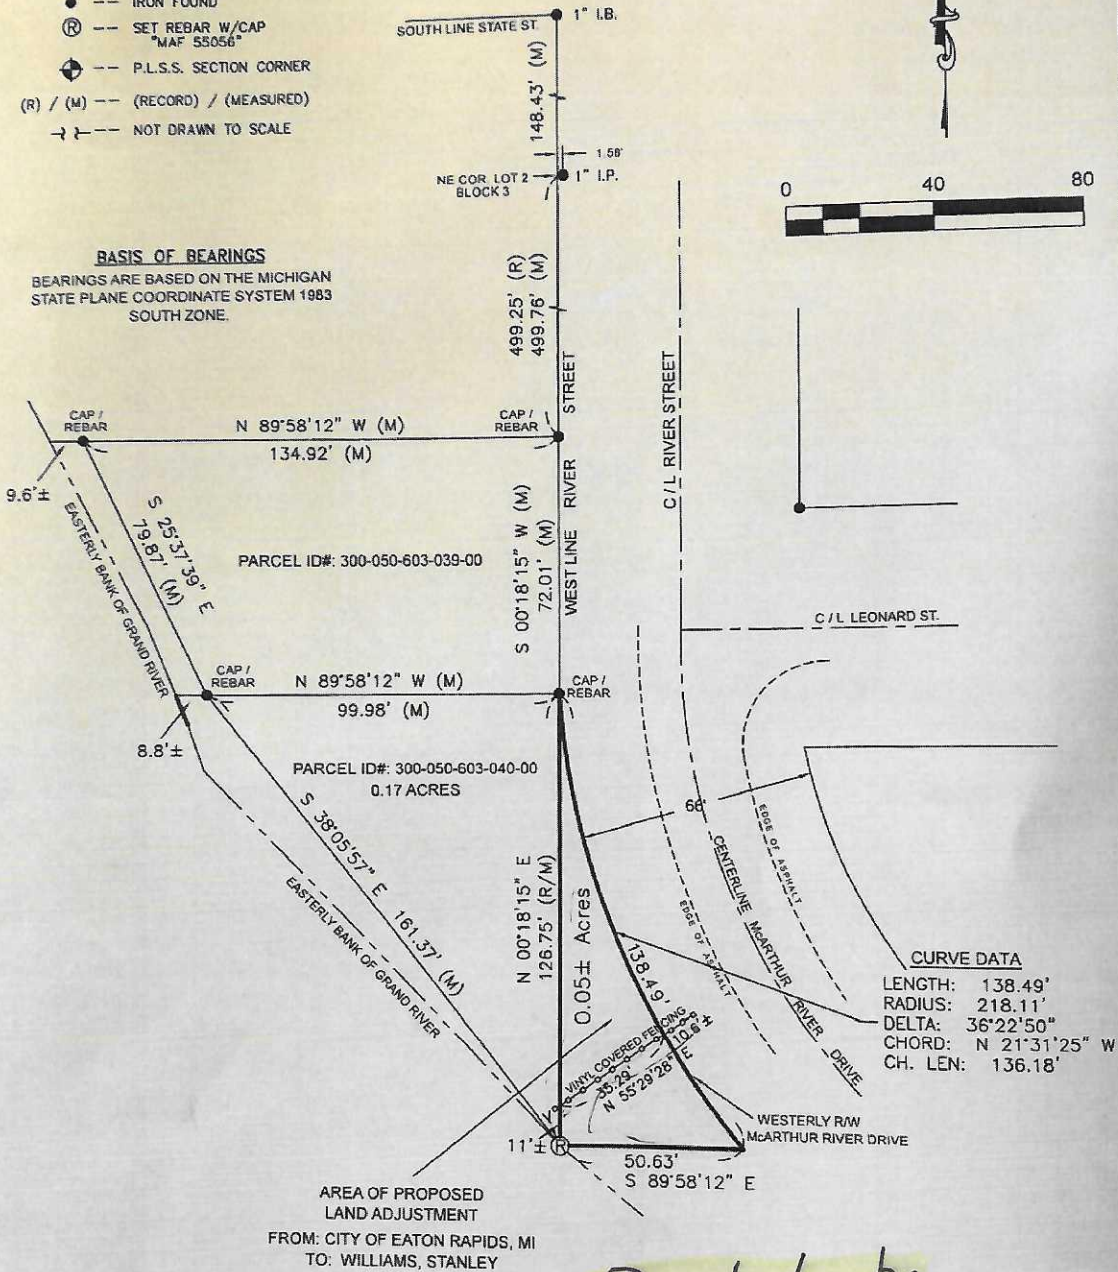 -- IRON FOUND
Ⓡ -- SET REBAR W/CAP
"MAF 55056"
-- P.L.S.S. SECTION CORNER
(R) / (M) -- (RECORD) / (MEASURED)
-- NOT DRAWN TO SCALE
SOUTH LINE STATE ST.
1" I.B.
148.43' (M)
1.58'
NE COR LOT 2
BLOCK 3
1" I.P.
0 40 80
BASIS OF BEARINGS
BEARINGS ARE BASED ON THE MICHIGAN
STATE PLANE COORDINATE SYSTEM 1983
SOUTH ZONE.
499.25' (R)
499.76' (M)
WEST LINE RIVER STREET
C/L RIVER STREET
CAP /
REBAR
N 89°58'12" W (M)
134.92' (M)
CAP /
REBAR
9.6'±
S 25°37'39" E
79.87' (M)
EASTERLY BANK OF GRAND RIVER
PARCEL ID#: 300-050-603-039-00
S 00°18'15" W (M)
72.01' (M)
C/L LEONARD ST.
CAP /
REBAR
N 89°58'12" W (M)
99.98' (M)
CAP /
REBAR
8.8'±
PARCEL ID#: 300-050-603-040-00
0.17 ACRES
S 38°05'57" E 161.37' (M)
EASTERLY BANK OF GRAND RIVER
N 00°18'15" E
126.75' (R/M)
0.05± Acres
138.49'
66'
EDGE OF ASPHALT
EDGE OF ASPHALT
CENTERLINE McARTHUR RIVER DRIVE
CURVE DATA
LENGTH: 138.49'
RADIUS: 218.11'
DELTA: 36°22'50"
CHORD: N 21°31'25" W
CH. LEN: 136.18'
VINYL COVERED FENCING
10.6'±
35.29'
N 55°29'28" E
WESTERLY R/W
McARTHUR RIVER DRIVE
11'±
Ⓡ
50.63'
S 89°58'12" E
AREA OF PROPOSED
LAND ADJUSTMENT
FROM: CITY OF EATON RAPIDS, MI
TO: WILLIAMS, STANLEY